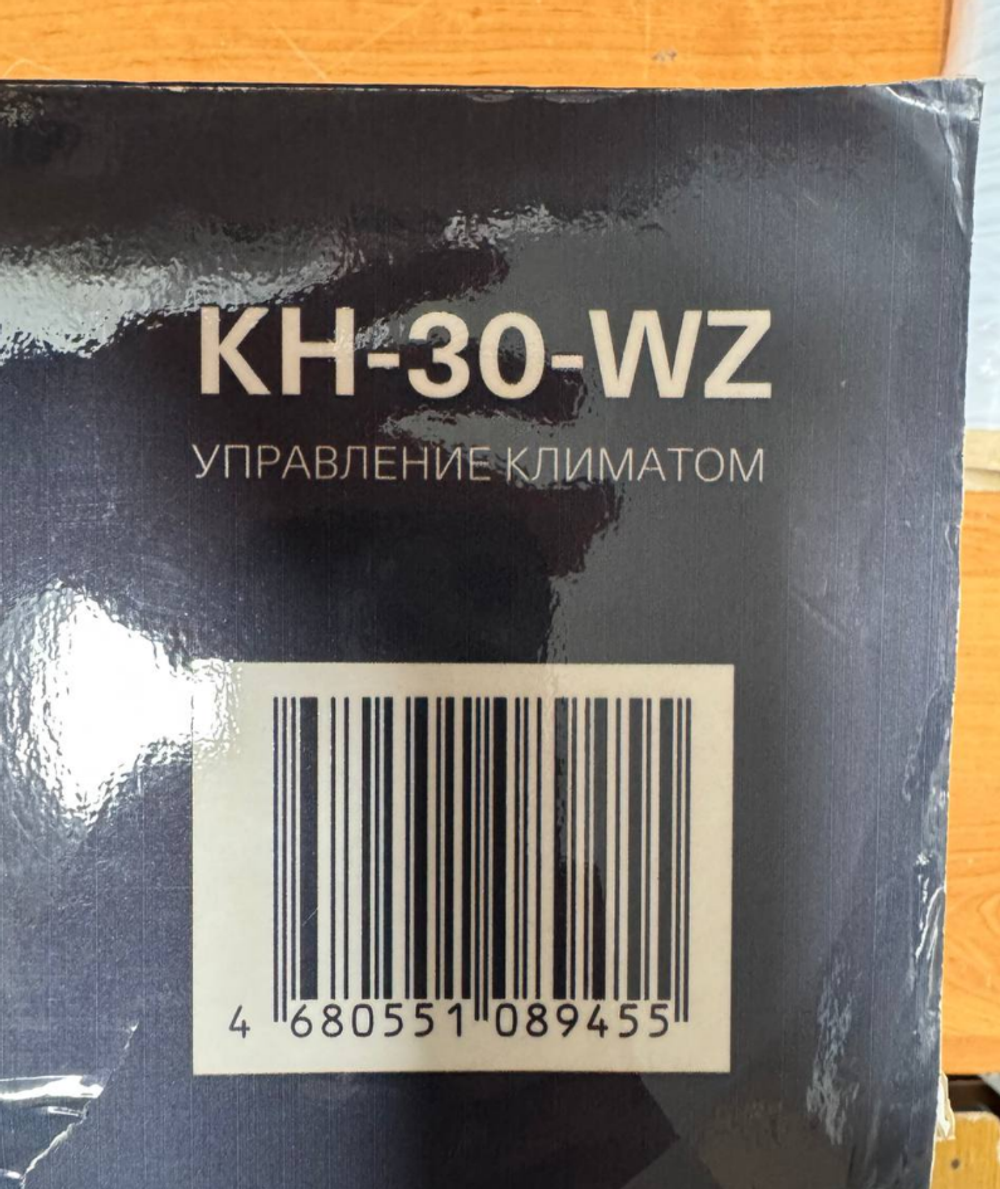 KH-30-WZ
УПРАВЛЕНИЕ КЛИМАТОМ
4 680551 089455